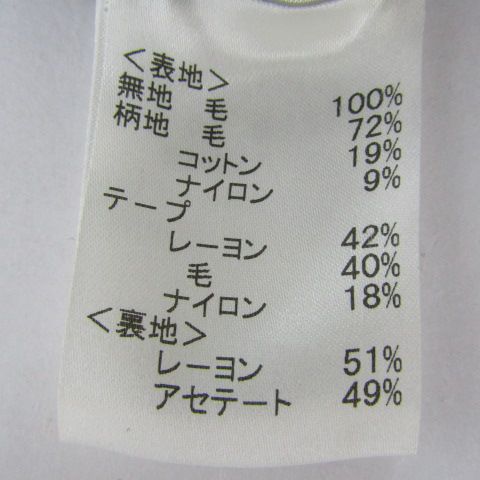 ＜表地＞
無地 毛 100%
柄地 毛 72%
コットン 19%
ナイロン 9%
テープ
レーヨン 42%
毛 40%
ナイロン 18%
＜裏地＞
レーヨン 51%
アセテート 49%